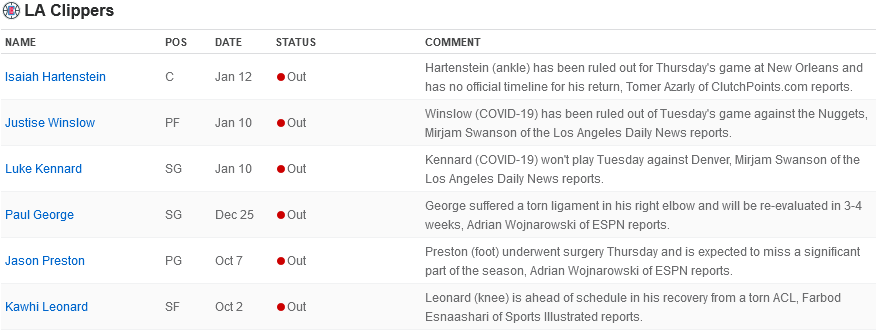 LA Clippers
NAME POS DATE STATUS COMMENT
Isaiah Hartenstein C Jan 12 Out Hartenstein (ankle) has been ruled out for Thursday's game at New Orleans and
has no official timeline for his return, Tomer Azarly of ClutchPoints.com reports.
Justise Winslow PF Jan 10 Out Winslow (COVID-19) has been ruled out of Tuesday's game against the Nuggets,
Mirjam Swanson of the Los Angeles Daily News reports.
Luke Kennard SG Jan 10 Out Kennard (COVID-19) won't play Tuesday against Denver, Mirjam Swanson of the
Los Angeles Daily News reports.
Paul George SG Dec 25 Out George suffered a torn ligament in his right elbow and will be re-evaluated in 3-4
weeks, Adrian Wojnarowski of ESPN reports.
Jason Preston PG Oct 7 Out Preston (foot) underwent surgery Thursday and is expected to miss a significant
part of the season, Adrian Wojnarowski of ESPN reports.
Kawhi Leonard SF Oct 2 Out Leonard (knee) is ahead of schedule in his recovery from a torn ACL, Farbod
Esnaashari of Sports Illustrated reports.